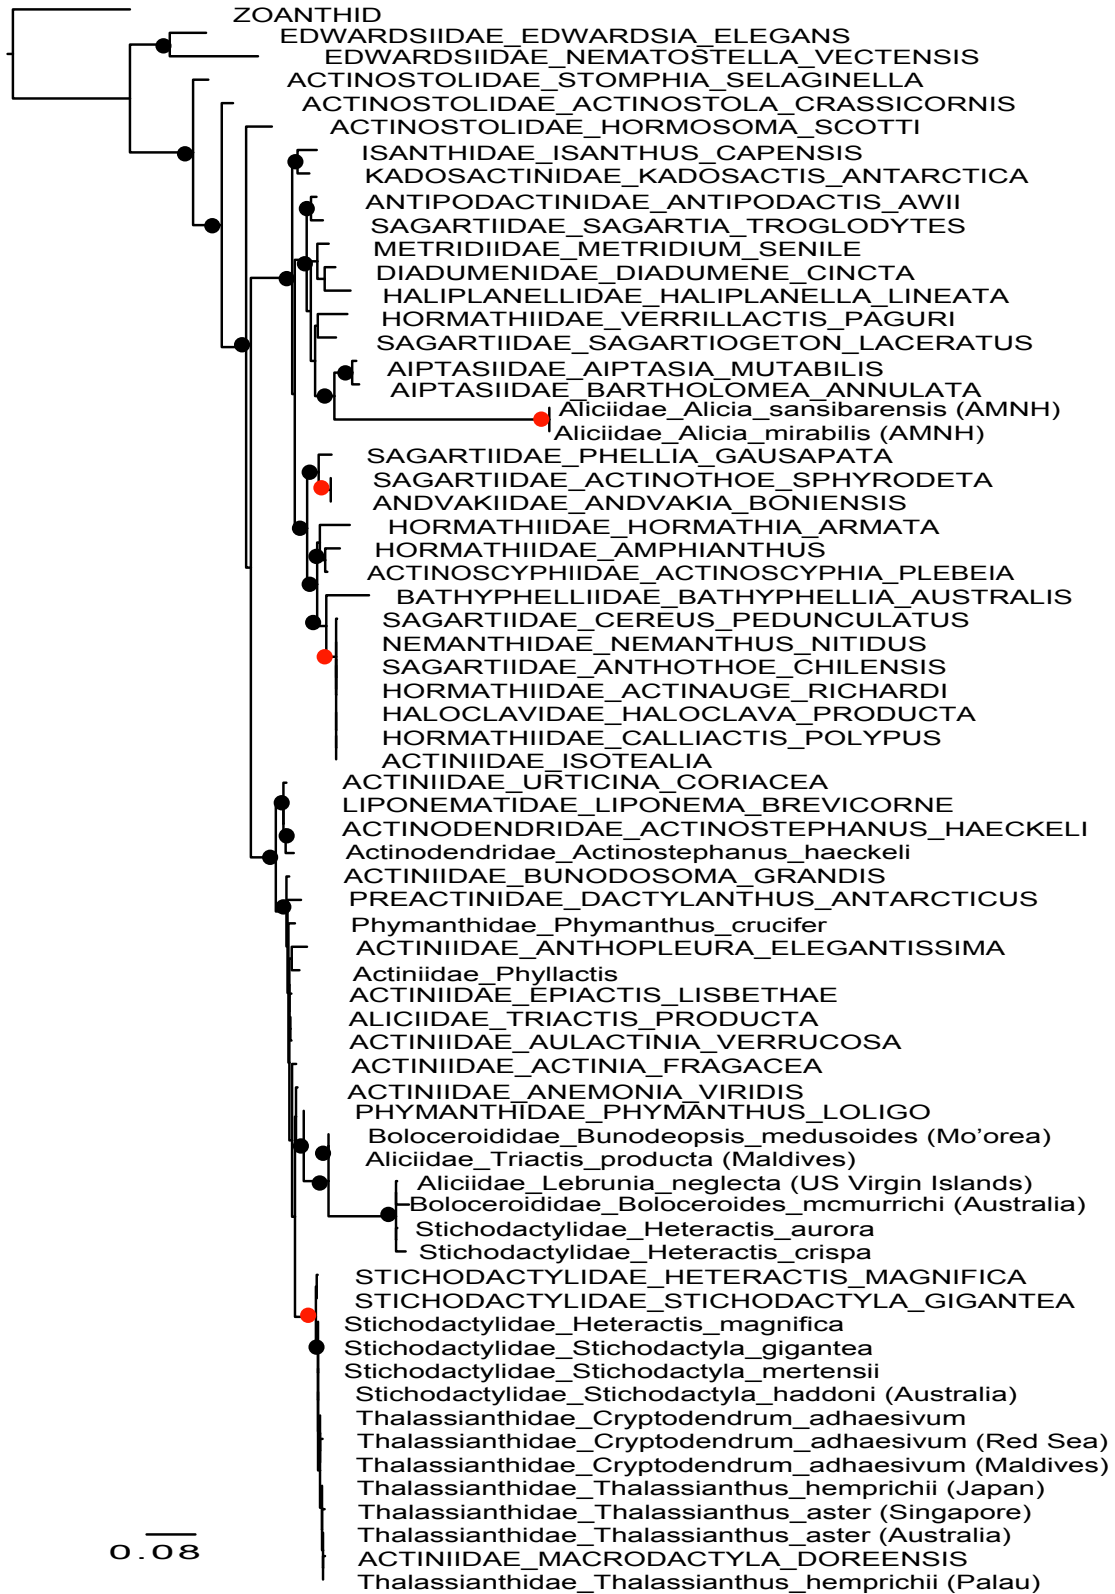 ZOANTHID
EDWARDSIIDAE_EDWARDSIA_ELEGANS
EDWARDSIIDAE_NEMATOSTELLA_VECTENSIS
ACTINOSTOLIDAE_STOMPHIA_SELAGINELLA
ACTINOSTOLIDAE_ACTINOSTOLA_CRASSICORNIS
ACTINOSTOLIDAE_HORMOSOMA_SCOTTI
ISANTHIDAE_ISANTHUS_CAPENSIS
KADOSACTINIDAE_KADOSACTIS_ANTARCTICA
ANTIPODACTINIDAE_ANTIPODACTIS_AWII
SAGARTIIDAE_SAGARTIA_TROGLODYTES
METRIDIIDAE_METRIDIUM_SENILE
DIADUMENIDAE_DIADUMENE_CINCTA
HALIPLANELLIDAE_HALIPLANELLA_LINEATA
HORMATHIIDAE_VERRILLACTIS_PAGURI
SAGARTIIDAE_SAGARTIOGETON_LACERATUS
AIPTASIIDAE_AIPTASIA_MUTABILIS
AIPTASIIDAE_BARTHOLOMEA_ANNULATA
Aliciidae_Alicia_sansibarensis (AMNH)
Aliciidae_Alicia_mirabilis (AMNH)
SAGARTIIDAE_PHELLIA_GAUSAPATA
SAGARTIIDAE_ACTINOTHOE_SPHYRODETA
ANDVAKIIDAE_ANDVAKIA_BONIENSIS
HORMATHIIDAE_HORMATHIA_ARMATA
HORMATHIIDAE_AMPHIANTHUS
ACTINOSCYPHIIDAE_ACTINOSCYPHIA_PLEBEIA
BATHYPHELLIIDAE_BATHYPHELLIA_AUSTRALIS
SAGARTIIDAE_CEREUS_PEDUNCULATUS
NEMANTHIDAE_NEMANTHUS_NITIDUS
SAGARTIIDAE_ANTHOTHOE_CHILENSIS
HORMATHIIDAE_ACTINAUGE_RICHARDI
HALOCLAVIDAE_HALOCLAVA_PRODUCTA
HORMATHIIDAE_CALLIACTIS_POLYPUS
ACTINIIDAE_ISOTEALIA
ACTINIIDAE_URTICINA_CORIACEA
LIPONEMATIDAE_LIPONEMA_BREVICORNE
ACTINODENDRIDAE_ACTINOSTEPHANUS_HAECKELI
Actinodendridae_Actinostephanus_haeckeli
ACTINIIDAE_BUNODOSOMA_GRANDIS
PREACTINIDAE_DACTYLANTHUS_ANTARCTICUS
Phymanthidae_Phymanthus_crucifer
ACTINIIDAE_ANTHOPLEURA_ELEGANTISSIMA
Actiniidae_Phyllactis
ACTINIIDAE_EPIACTIS_LISBETHAE
ALICIIDAE_TRIACTIS_PRODUCTA
ACTINIIDAE_AULACTINIA_VERRUCOSA
ACTINIIDAE_ACTINIA_FRAGACEA
ACTINIIDAE_ANEMONIA_VIRIDIS
PHYMANTHIDAE_PHYMANTHUS_LOLIGO
Boloceroididae_Bunodeopsis_medusoides (Mo'orea)
Aliciidae_Triactis_producta (Maldives)
Aliciidae_Lebrunia_neglecta (US Virgin Islands)
Boloceroididae_Boloceroides_mcmurrichi (Australia)
Stichodactylidae_Heteractis_aurora
Stichodactylidae_Heteractis_crispa
STICHODACTYLIDAE_HETERACTIS_MAGNIFICA
STICHODACTYLIDAE_STICHODACTYLA_GIGANTEA
Stichodactylidae_Heteractis_magnifica
Stichodactylidae_Stichodactyla_gigantea
Stichodactylidae_Stichodactyla_mertensii
Stichodactylidae_Stichodactyla_haddoni (Australia)
Thalassianthidae_Cryptodendrum_adhaesivum
Thalassianthidae_Cryptodendrum_adhaesivum (Red Sea)
Thalassianthidae_Cryptodendrum_adhaesivum (Maldives)
Thalassianthidae_Thalassianthus_hemprichii (Japan)
Thalassianthidae_Thalassianthus_aster (Singapore)
Thalassianthidae_Thalassianthus_aster (Australia)
ACTINIIDAE_MACRODACTYLA_DOREENSIS
Thalassianthidae_Thalassianthus_hemprichii (Palau)
0.08